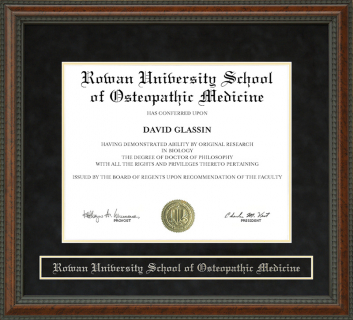 Rowan University School
of Osteopathic Medicine
HAS CONFERRED UPON
DAVID GLASSIN
HAVING DEMONSTRATED ABILITY BY ORIGINAL RESEARCH
IN BIOLOGY
THE DEGREE OF DOCTOR OF PHILOSOPHY
WITH ALL THE RIGHTS AND PRIVILEGES THERETO PERTAINING
ISSUED BY THE BOARD OF REGENTS UPON RECOMMENDATION OF THE FACULTY
PROVOST
PRESIDENT
Rowan University School of Osteopathic Medicine